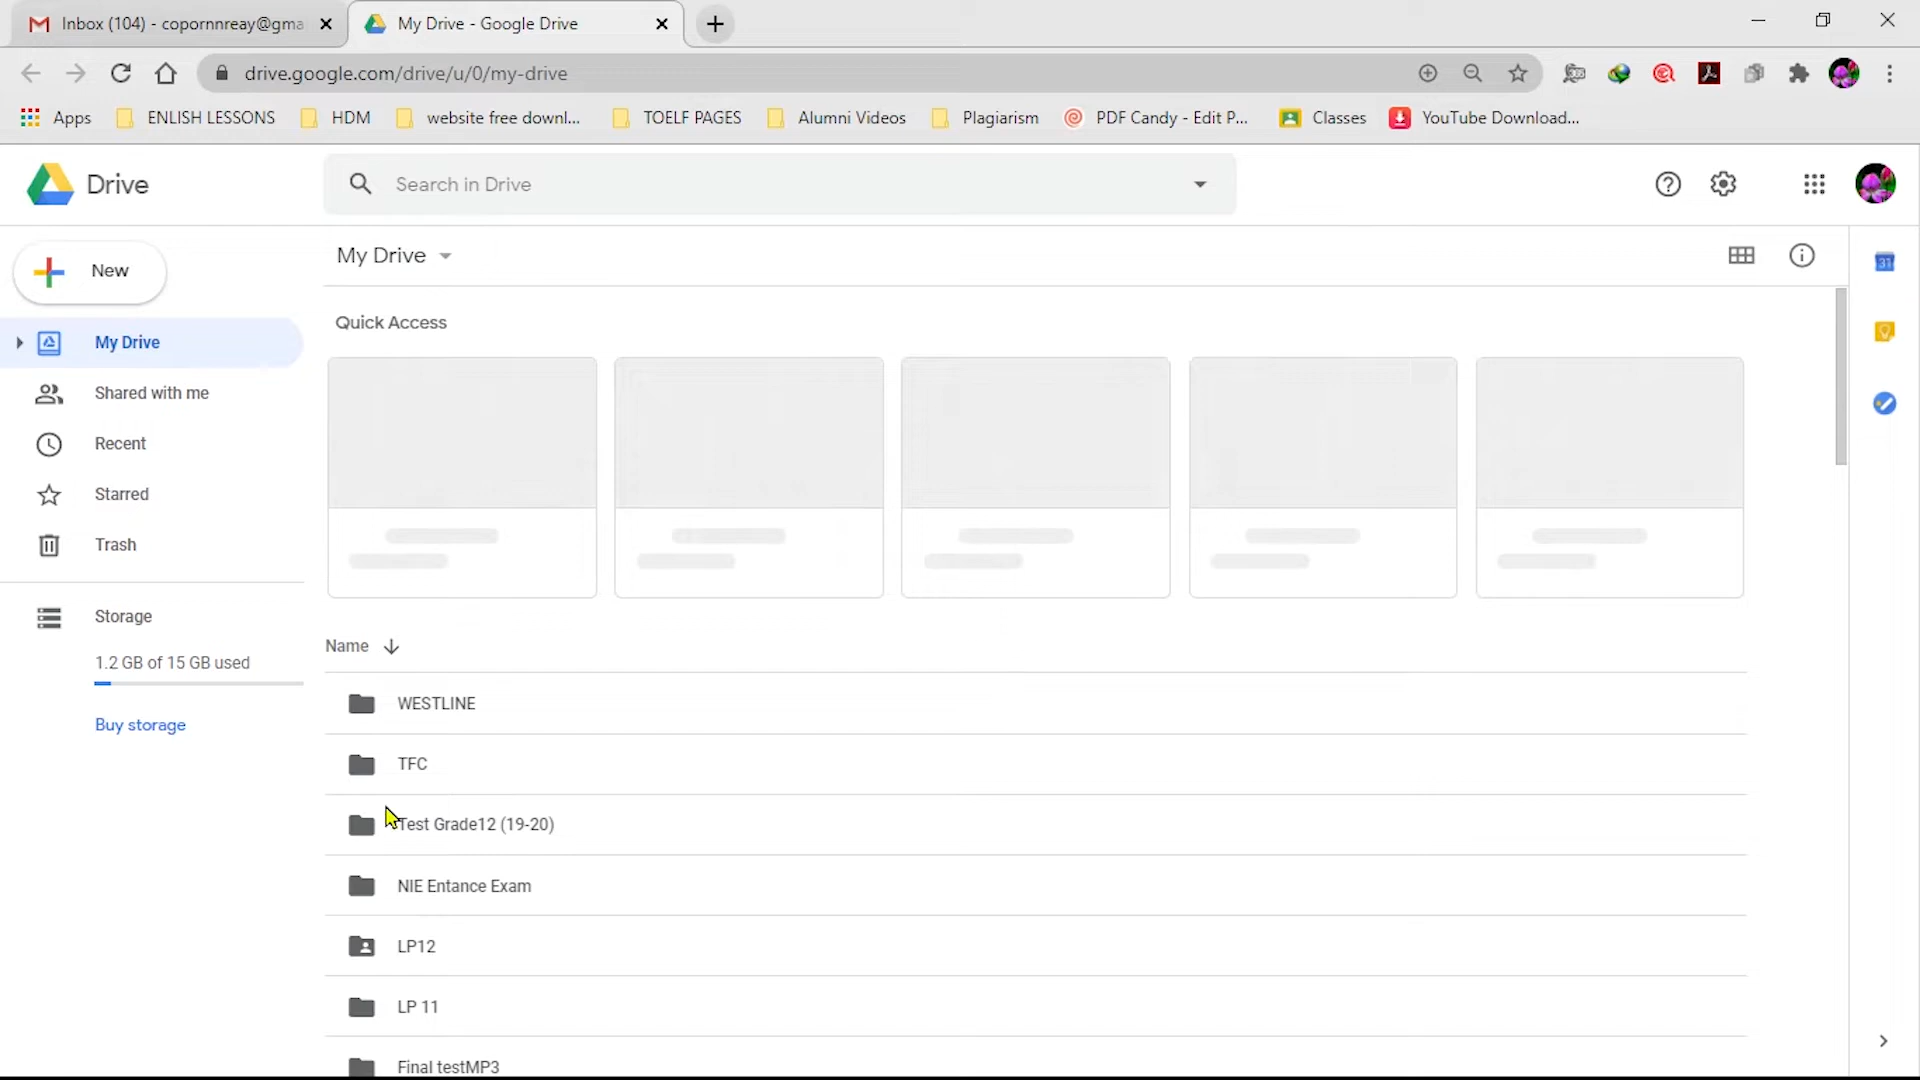 Inbox (104) - copornnreay@gma
My Drive - Google Drive
drive.google.com/drive/u/0/my-drive
Apps
ENLISH LESSONS
HDM
website free downl...
TOELF PAGES
Alumni Videos
Plagiarism
PDF Candy - Edit P...
Classes
YouTube Download...
Drive
Search in Drive
New
My Drive
My Drive
Shared with me
Recent
Starred
Trash
Storage
1.2 GB of 15 GB used
Buy storage
Quick Access
Name
WESTLINE
TFC
Test Grade12 (19-20)
NIE Entance Exam
LP12
LP 11
Final testMP3
31